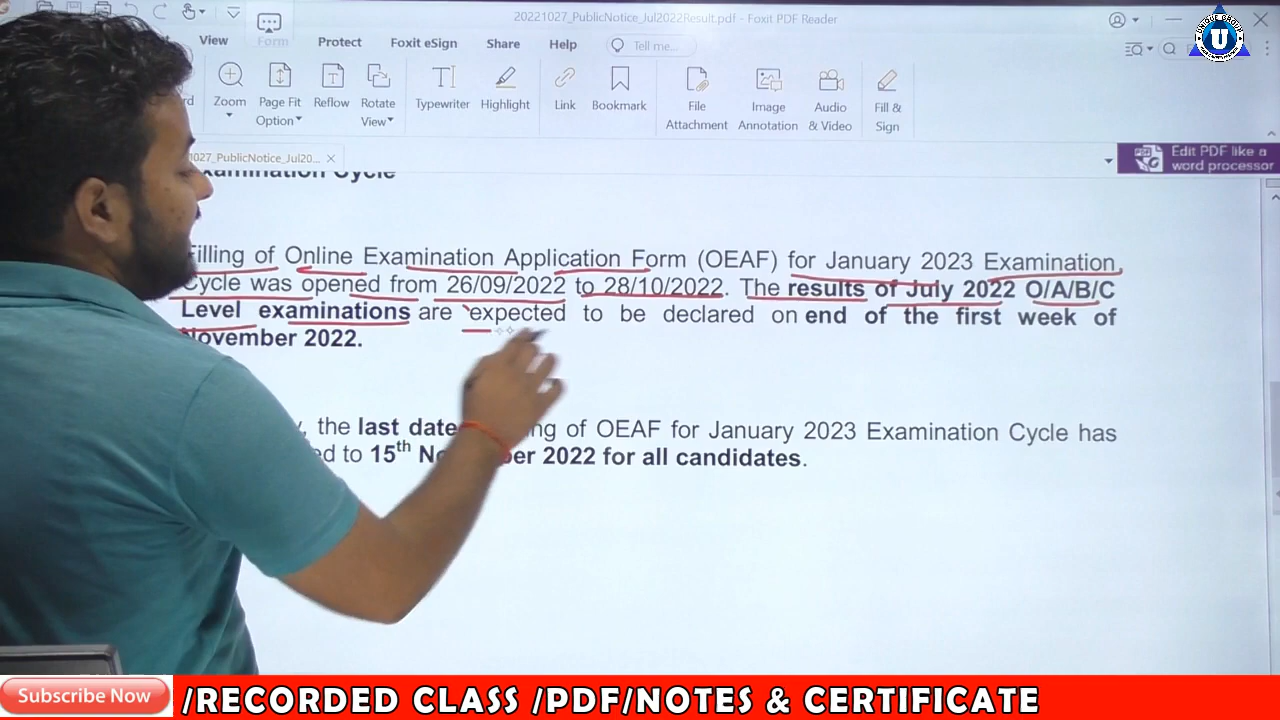 20221027_PublicNotice_Jul2022Result.pdf - Foxit PDF Reader
View Form Protect Foxit eSign Share Help Tell me...
Zoom Page Fit Option Reflow Rotate View Typewriter Highlight Link Bookmark File Attachment Image Annotation Audio & Video Fill & Sign
1027_PublicNotice_Jul20...
Edit PDF like a
word processor
UNIQUE GROUP
U
Examination Cycle
Filling of Online Examination Application Form (OEAF) for January 2023 Examination
Cycle was opened from 26/09/2022 to 28/10/2022. The results of July 2022 O/A/B/C
Level examinations are expected to be declared on end of the first week of
November 2022.
the last date of OEAF for January 2023 Examination Cycle has
to 15th 2022 for all candidates.
Subscribe Now
/RECORDED CLASS /PDF/NOTES & CERTIFICATE